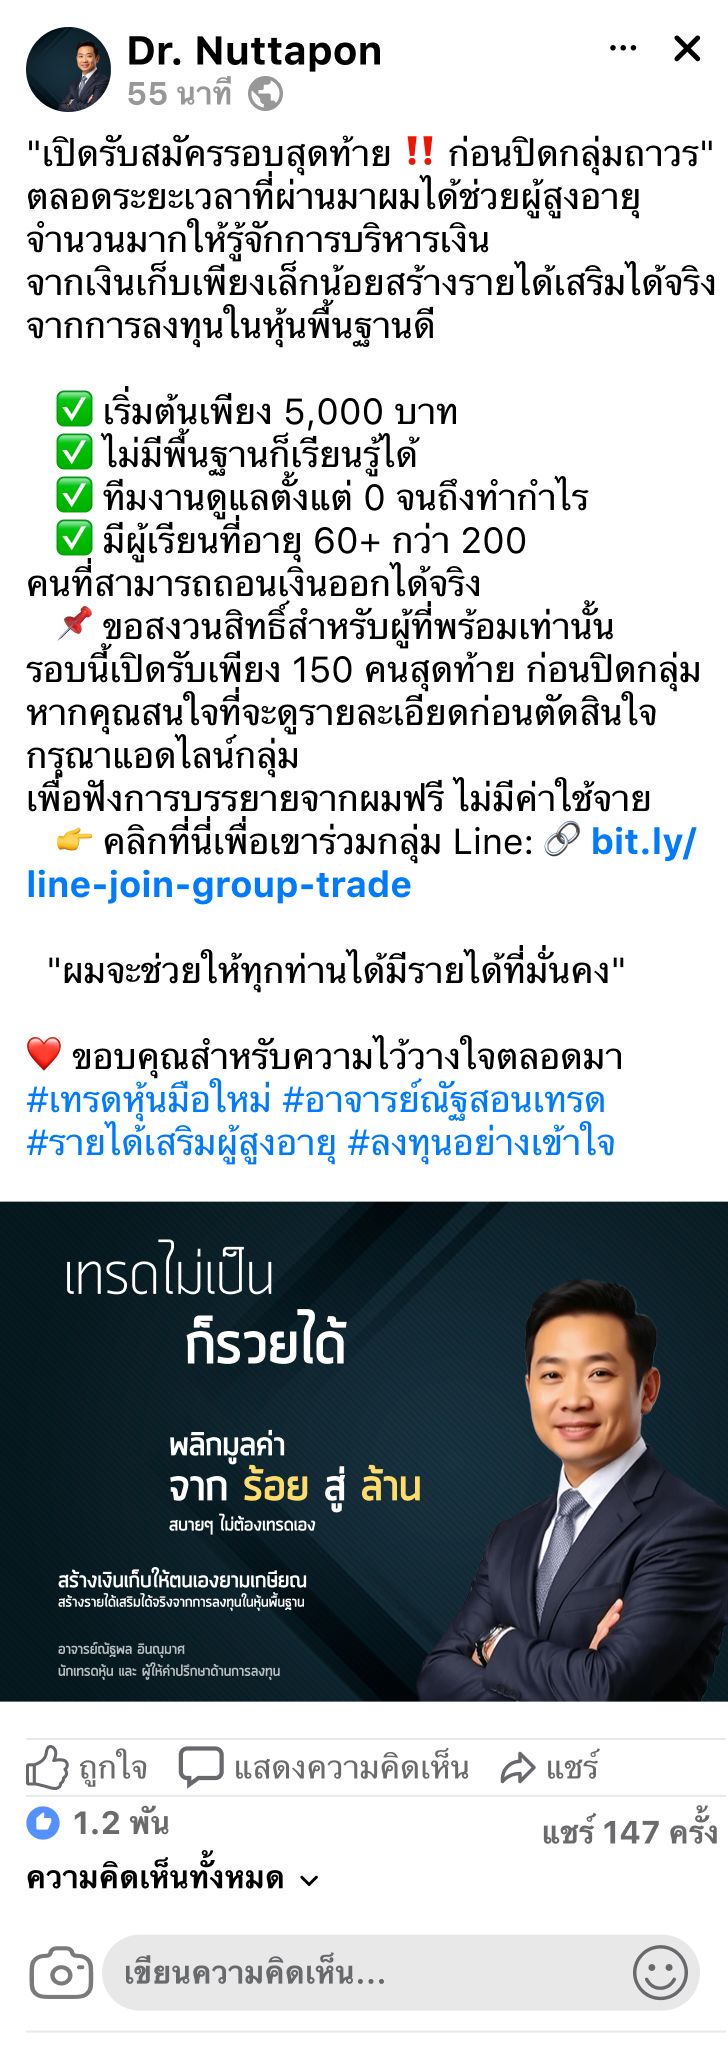 Dr. Nuttapon
55 นาที
"เปิดรับสมัครรอบสุดท้าย ‼️ ก่อนปิดกลุ่มถาวร"
ตลอดระยะเวลาที่ผ่านมาผมได้ช่วยผู้สูงอายุ
จำนวนมากให้รู้จักการบริหารเงิน
จากเงินเก็บเพียงเล็กน้อยสร้างรายได้เสริมได้จริง
จากการลงทุนในหุ้นพื้นฐานดี
✅ เริ่มต้นเพียง 5,000 บาท
✅ ไม่มีพื้นฐานก็เรียนรู้ได้
✅ ทีมงานดูแลตั้งแต่ 0 จนถึงทำกำไร
✅ มีผู้เรียนที่อายุ 60+ กว่า 200
คนที่สามารถถอนเงินออกได้จริง
📌 ขอสงวนสิทธิ์สำหรับผู้ที่พร้อมเท่านั้น
รอบนี้เปิดรับเพียง 150 คนสุดท้าย ก่อนปิดกลุ่ม
หากคุณสนใจที่จะดูรายละเอียดก่อนตัดสินใจ
กรุณาแอดไลน์กลุ่ม
เพื่อฟังการบรรยายจากผมฟรี ไม่มีค่าใช้จาย
👉 คลิกที่นี่เพื่อเขาร่วมกลุ่ม Line: 🔗 bit.ly/
line-join-group-trade
"ผมจะช่วยให้ทุกท่านได้มีรายได้ที่มั่นคง"
❤️ ขอบคุณสำหรับความไว้วางใจตลอดมา
#เทรดหุ้นมือใหม่ #อาจารย์ณัฐสอนเทรด
#รายได้เสริมผู้สูงอายุ #ลงทุนอย่างเข้าใจ
เทรดไม่เป็น
ก็รวยได้
พลิกมูลค่า
จาก ร้อย สู่ ล้าน
สบายๆ ไม่ต้องเทรดเอง
สร้างเงินเก็บให้ตนเองยามเกษียณ
สร้างรายได้เสริมได้จริงจากการลงทุนในหุ้นพื้นฐาน
อาจารย์ณัฐพล อินณุมาศ
นักเทรดหุ้น และ ผู้ให้คำปรึกษาด้านการลงทุน
ถูกใจ แสดงความคิดเห็น แชร์
1.2 พัน แชร์ 147 ครั้ง
ความคิดเห็นทั้งหมด
เขียนความคิดเห็น...